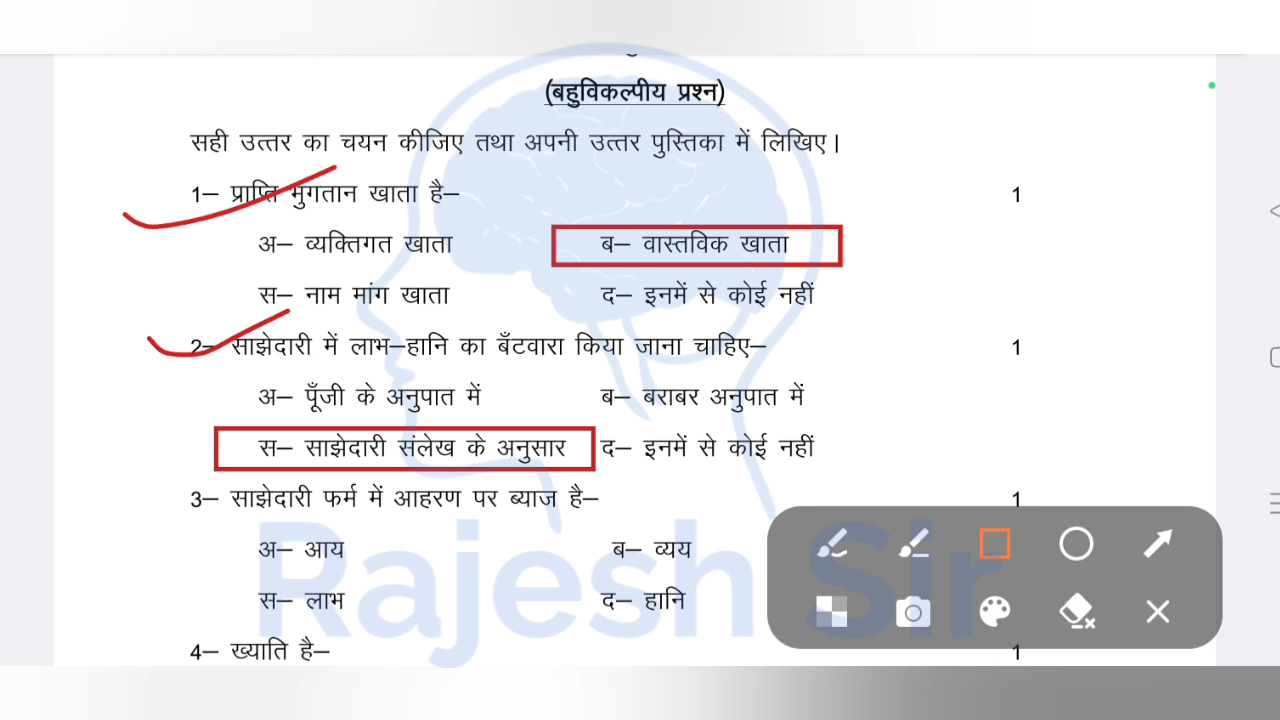 (बहुविकल्पीय प्रश्न)
सही उत्तर का चयन कीजिए तथा अपनी उत्तर पुस्तिका में लिखिए।
1– प्राप्ति भुगतान खाता है– 1
अ– व्यक्तिगत खाता ब– वास्तविक खाता
स– नाम मांग खाता द– इनमें से कोई नहीं
2– साझेदारी में लाभ–हानि का बँटवारा किया जाना चाहिए– 1
अ– पूँजी के अनुपात में ब– बराबर अनुपात में
स– साझेदारी संलेख के अनुसार द– इनमें से कोई नहीं
3– साझेदारी फर्म में आहरण पर ब्याज है– 1
अ– आय ब– व्यय
स– लाभ द– हानि
4– ख्याति है– 1
Rajesh Sir